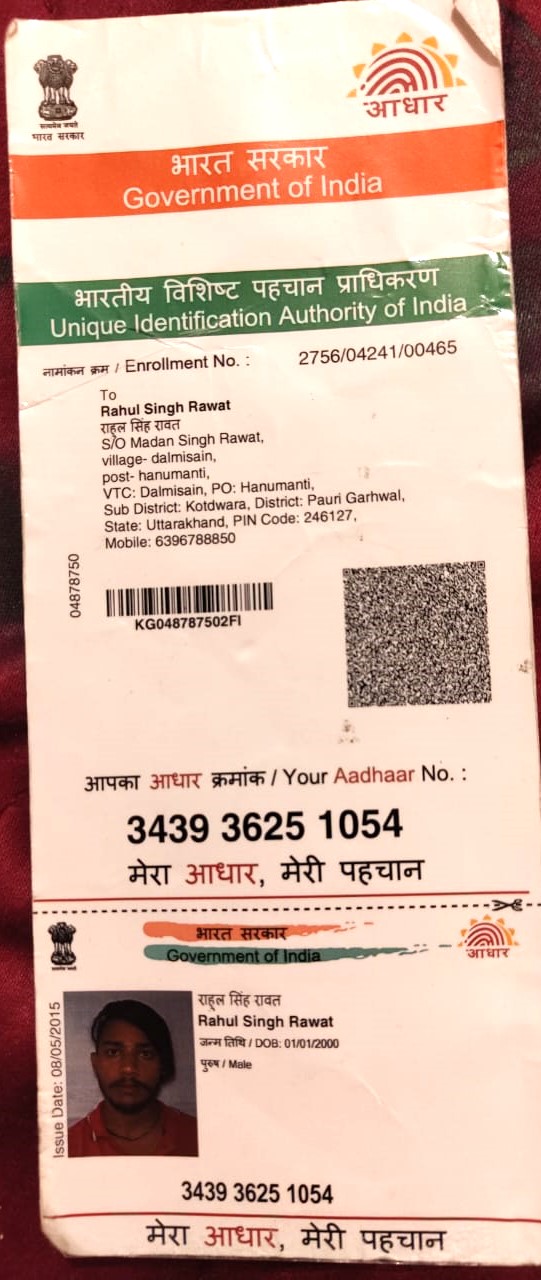 सत्यमेव जयते
भारत सरकार
आधार
भारत सरकार
Government of India
भारतीय विशिष्ट पहचान प्राधिकरण
Unique Identification Authority of India
नामांकन क्रम / Enrollment No. : 2756/04241/00465
To
Rahul Singh Rawat
राहुल सिंह रावत
S/O Madan Singh Rawat,
village- dalmisain,
post- hanumanti,
VTC: Dalmisain, PO: Hanumanti,
Sub District: Kotdwara, District: Pauri Garhwal,
State: Uttarakhand, PIN Code: 246127,
Mobile: 6396788850
04878750
KG048787502FI
आपका आधार क्रमांक / Your Aadhaar No. :
3439 3625 1054
मेरा आधार, मेरी पहचान
भारत सरकार
Government of India
आधार
Issue Date: 08/05/2015
राहुल सिंह रावत
Rahul Singh Rawat
जन्म तिथि / DOB: 01/01/2000
पुरुष / Male
3439 3625 1054
मेरा आधार, मेरी पहचान